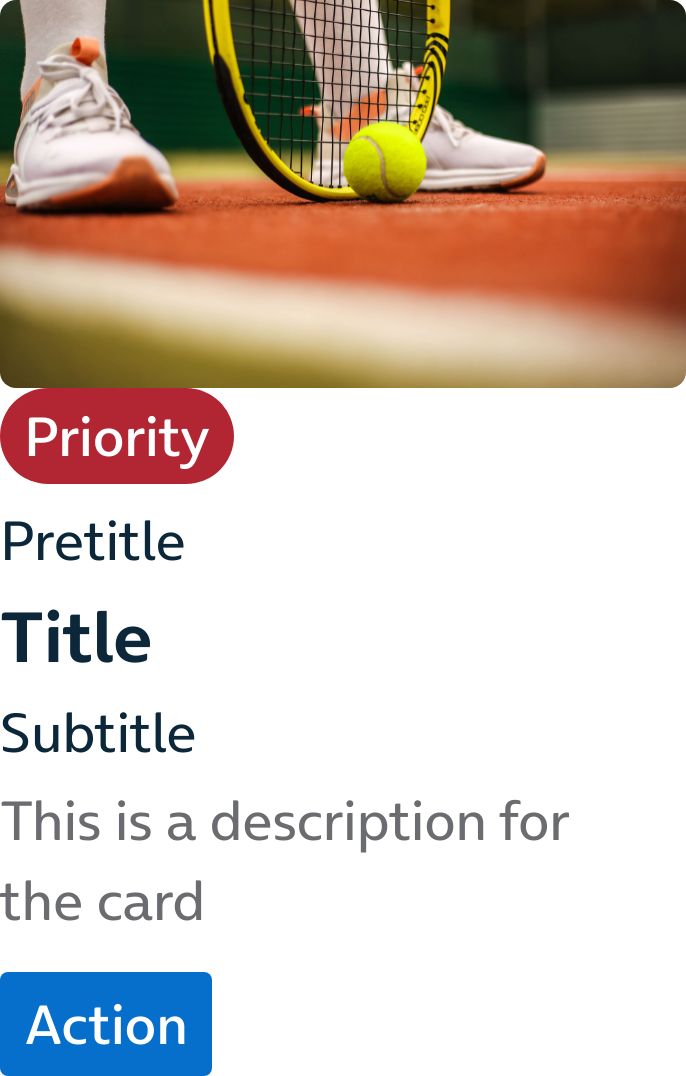 Priority
Pretitle
Title
Subtitle
This is a description for
the card
Action